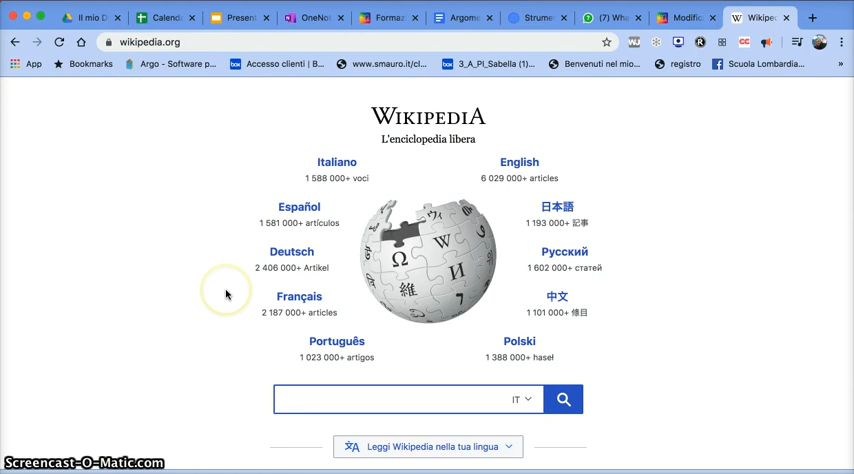 Il mio D
Calenda
Present
OneNot
Formaz
Argome
Strume
(7) Wha
Modific
Wikiped
wikipedia.org
App
Bookmarks
Argo - Software p...
Accesso clienti | B...
www.smauro.it/cl...
3_A_PI_Sabella (1)...
Benvenuti nel mio...
registro
Scuola Lombardia...
»
WIKIPEDIA
L'enciclopedia libera
Italiano
1 588 000+ voci
English
6 029 000+ articles
Español
1 581 000+ artículos
日本語
1 193 000+ 記事
Deutsch
2 406 000+ Artikel
Русский
1 602 000+ статей
Français
2 187 000+ articles
中文
1 101 000+ 條目
Português
1 023 000+ artigos
Polski
1 388 000+ haseł
Ω W И 維
IT
Leggi Wikipedia nella tua lingua
Screencast-O-Matic.com